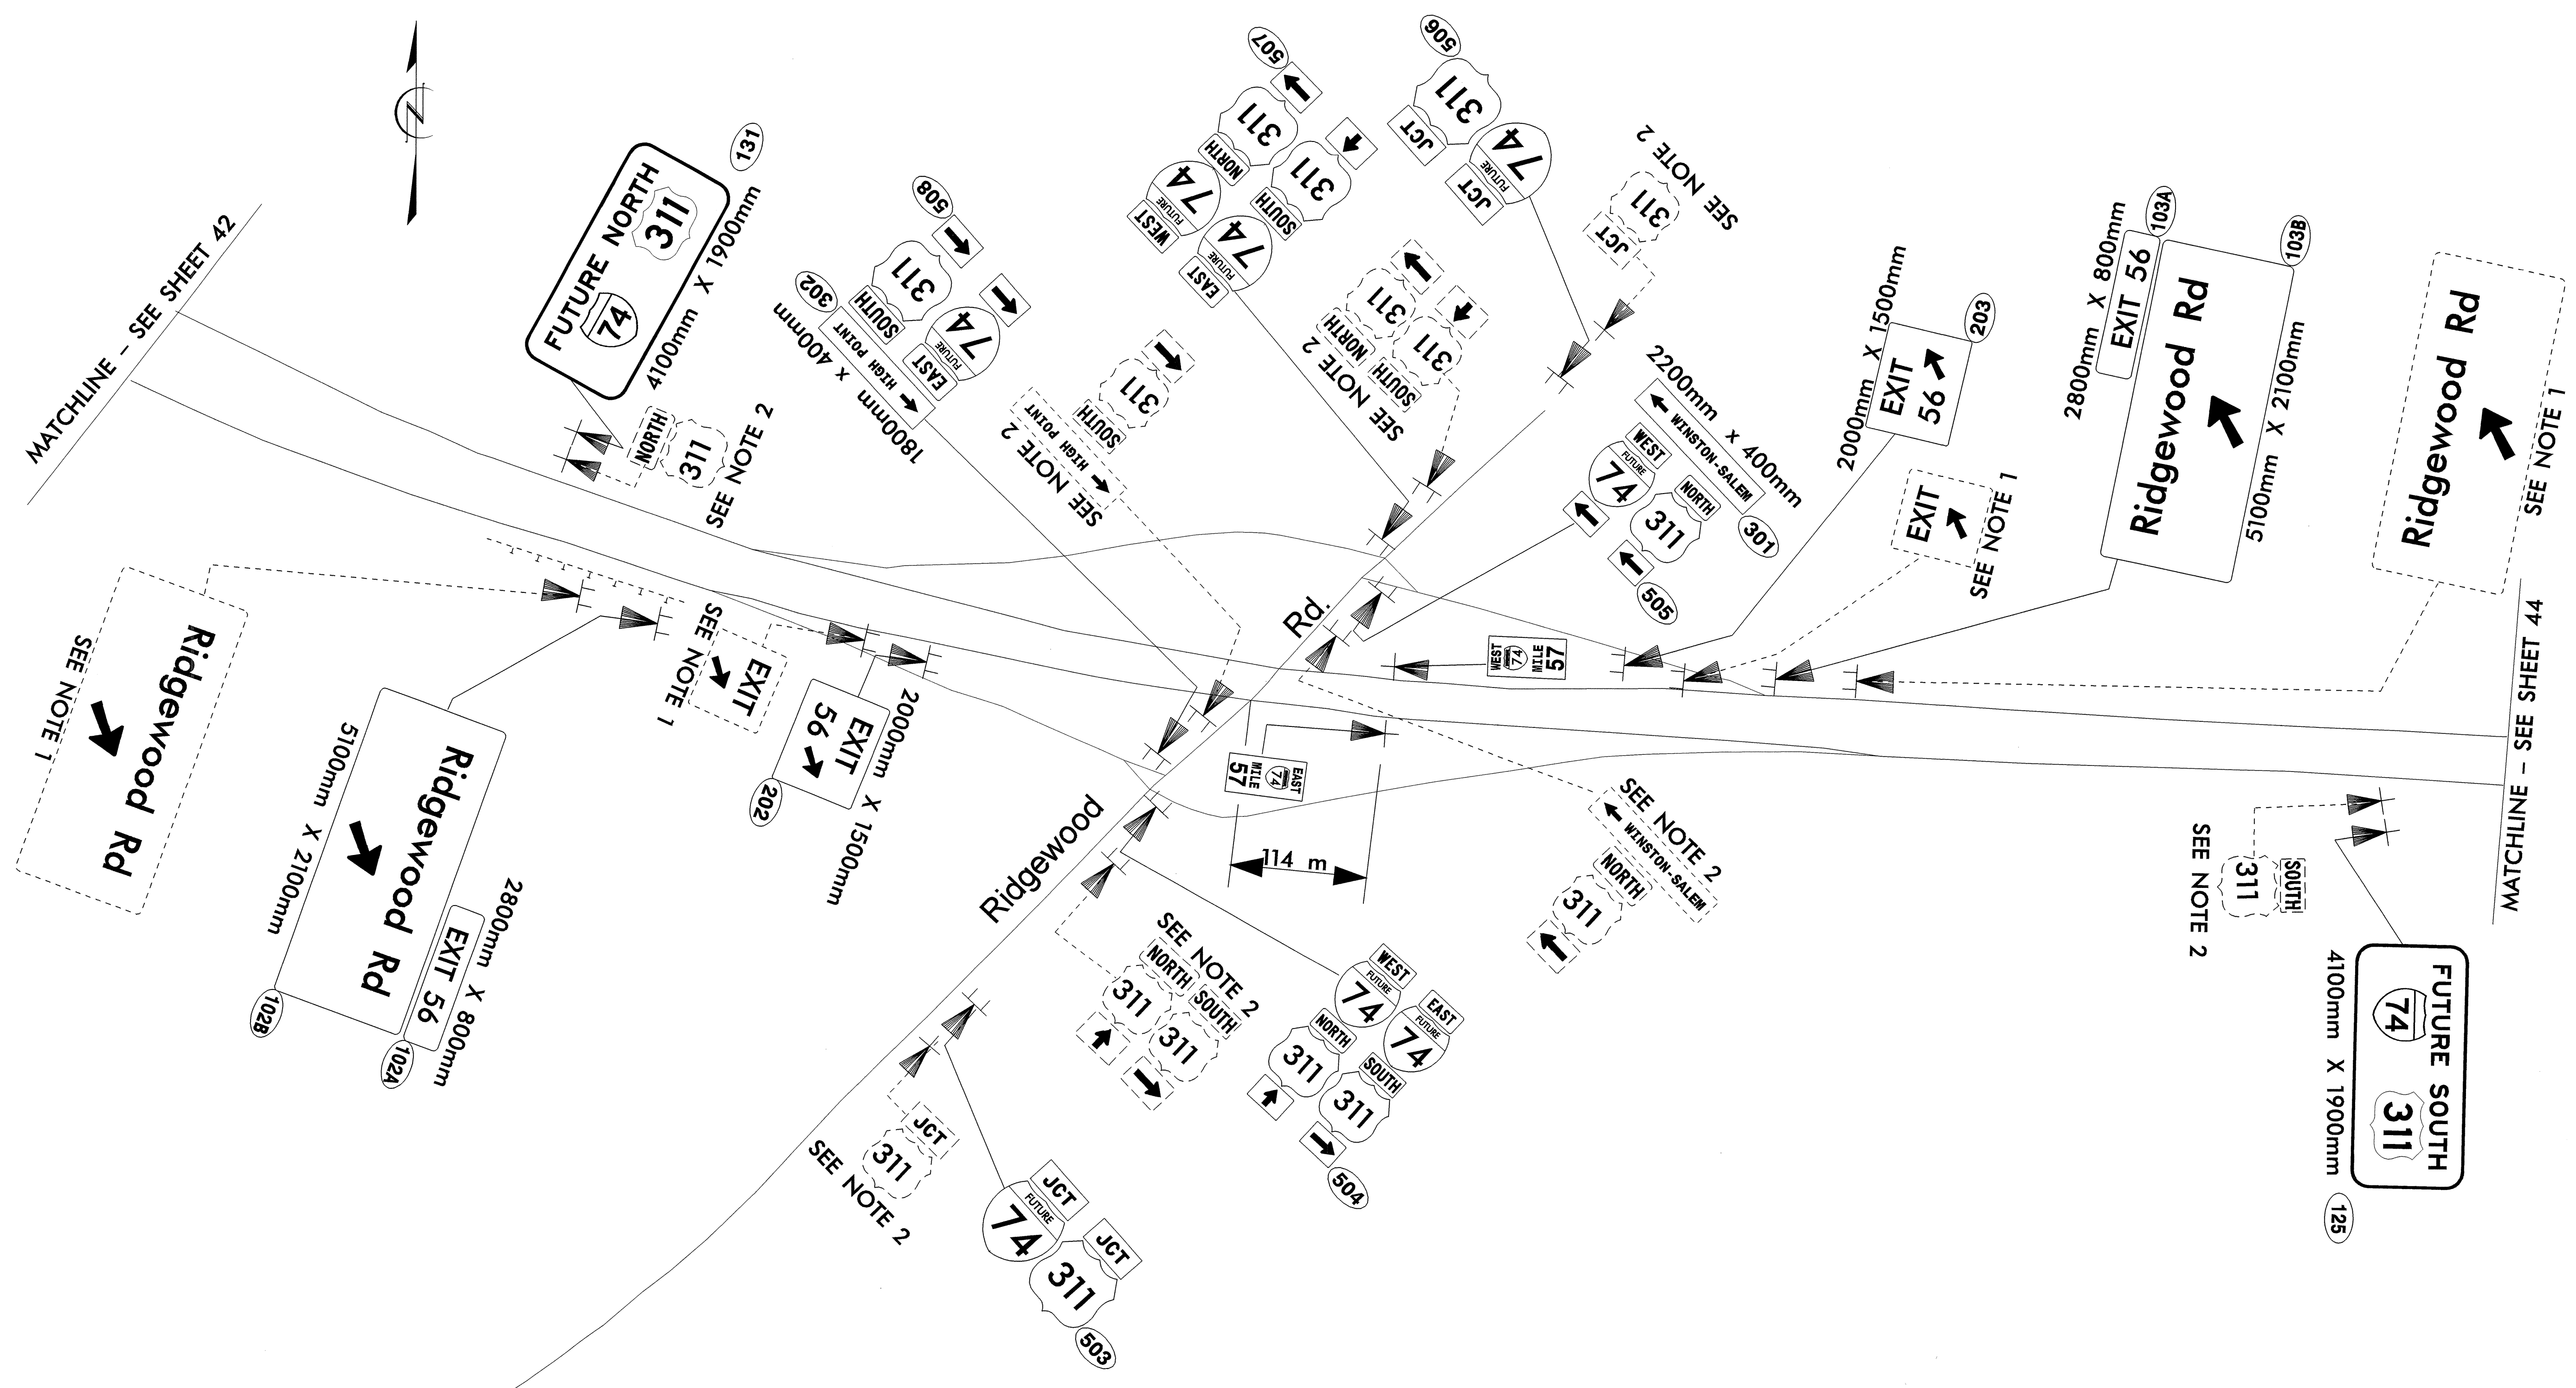 MATCHLINE – SEE SHEET 42
N
131
FUTURE NORTH
74 311
4100mm X 1900mm
NORTH
311
SEE NOTE 2
508
311
SOUTH
74
FUTURE
EAST
302
HIGH POINT
1800mm X 400mm
311
SOUTH
HIGH POINT
SEE NOTE 2
507
311
NORTH
311
SOUTH
74
FUTURE
WEST
74
FUTURE
EAST
311
NORTH
311
SOUTH
SEE NOTE 2
506
311
JCT
74
FUTURE
JCT
311
JCT
SEE NOTE 2
2200mm X 400mm
WINSTON-SALEM
301
WEST
FUTURE
74
NORTH
311
505
2000mm X 1500mm
EXIT
56
203
EXIT
SEE NOTE 1
2800mm X 800mm
EXIT 56
103A
Ridgewood Rd
103B
5100mm X 2100mm
Ridgewood Rd
SEE NOTE 1
MATCHLINE – SEE SHEET 44
WEST
74
MILE
57
EAST
74
MILE
57
114 m
Ridgewood Rd.
Ridgewood Rd
SEE NOTE 1
Ridgewood Rd
5100mm X 2100mm
102B
EXIT 56
2800mm X 800mm
102A
EXIT
SEE NOTE 1
EXIT
56
2000mm X 1500mm
202
SEE NOTE 2
WINSTON-SALEM
NORTH
311
SEE NOTE 2
NORTH
311
SOUTH
311
WEST
FUTURE
74
EAST
FUTURE
74
NORTH
311
SOUTH
311
504
JCT
311
SEE NOTE 2
JCT
FUTURE
74
JCT
311
503
SOUTH
311
SEE NOTE 2
FUTURE SOUTH
74 311
4100mm X 1900mm
125